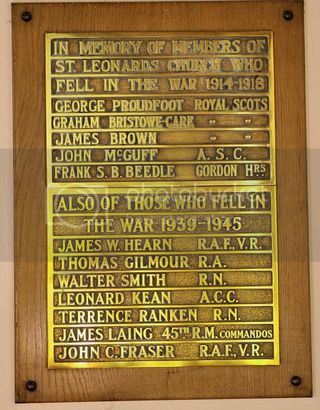 IN MEMORY OF MEMBERS OF
ST. LEONARDS CHURCH WHO
FELL IN THE WAR 1914-1918
GEORGE PROUDFOOT ROYAL SCOTS
GRAHAM BRISTOWE-CARE " "
JAMES BROWN " "
JOHN McGUFF A.S.C.
FRANK S.B. BEEDLE GORDON HRS.
photobucket
ALSO OF THOSE WHO FELL IN
THE WAR 1939-1945
JAMES W. HEARN R.A.F.V.R.
THOMAS GILMOUR R.A.
WALTER SMITH R.N.
LEONARD KEAN A.C.C.
TERRENCE RANKEN R.N.
JAMES LAING 45TH R.M. COMMANDOS
JOHN C. FRASER R.A.F.V.R.